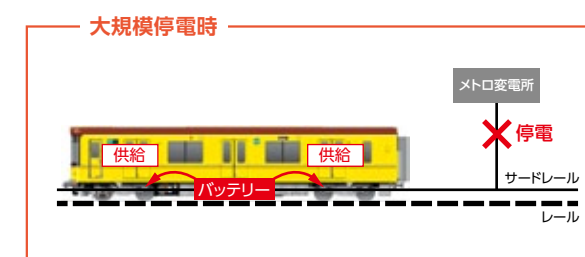 大規模停電時
メトロ変電所
停電
供給
供給
バッテリー
サードレール
レール